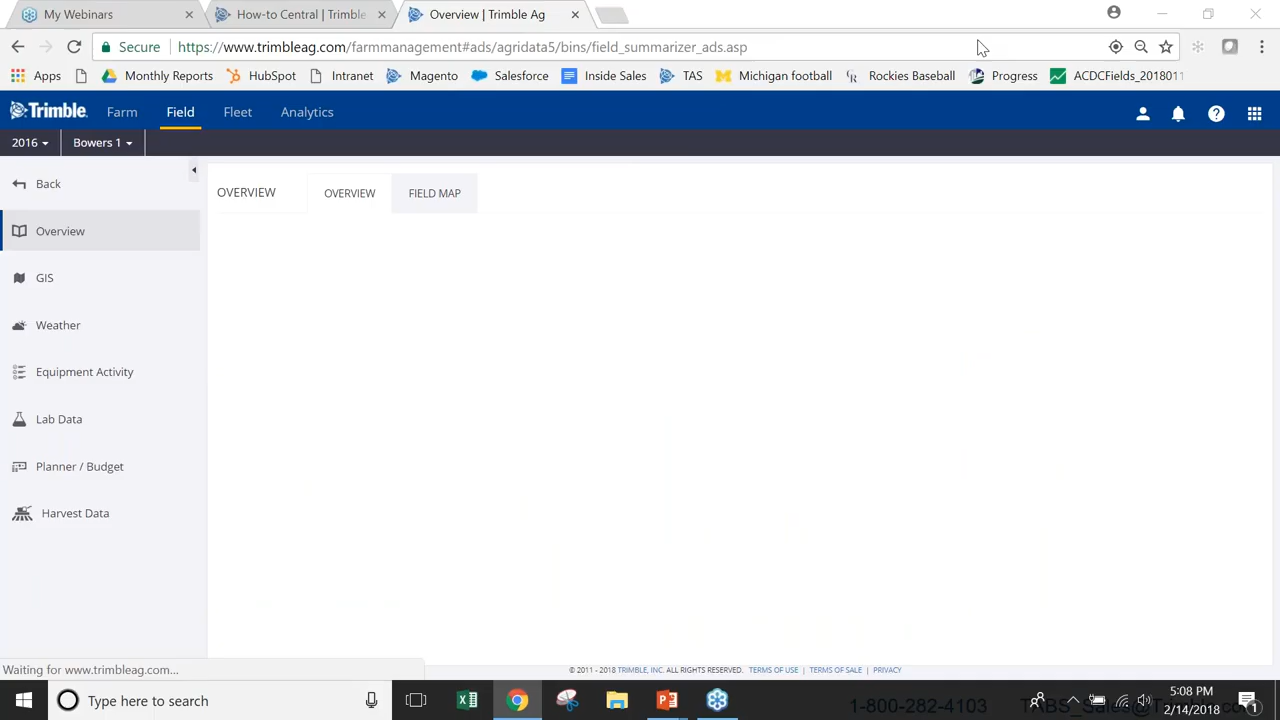 My Webinars
How-to Central | Trimble
Overview | Trimble Ag
Secure
https://www.trimbleag.com/farmmanagement#ads/agridata5/bins/field_summarizer_ads.asp
Apps
Monthly Reports
HubSpot
Intranet
Magento
Salesforce
Inside Sales
TAS
Michigan football
Rockies Baseball
Progress
ACDCFields_201801
Trimble
Farm
Field
Fleet
Analytics
2016
Bowers 1
Back
OVERVIEW
OVERVIEW
FIELD MAP
Overview
GIS
Weather
Equipment Activity
Lab Data
Planner / Budget
Harvest Data
Waiting for www.trimbleag.com...
© 2011 - 2018 TRIMBLE, INC. ALL RIGHTS RESERVED. TERMS OF USE | TERMS OF SALE | PRIVACY
Type here to search
5:08 PM
2/14/2018
1
1-800-282-4103